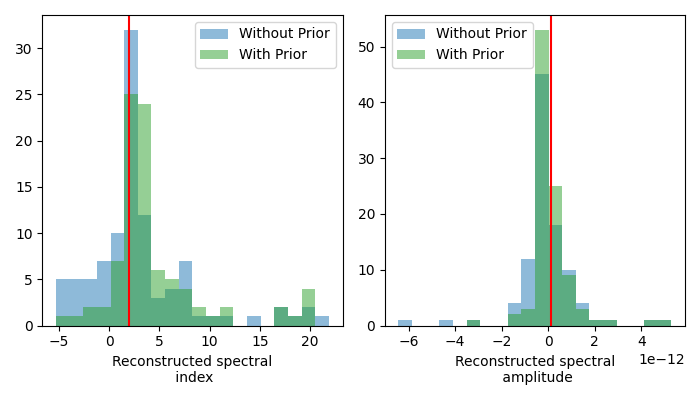 Without Prior
With Prior
30
25
20
15
10
5
0
−5
0
5
10
15
20
Reconstructed spectral
index
Without Prior
With Prior
50
40
30
20
10
0
−6
−4
−2
0
2
4
1e−12
Reconstructed spectral
amplitude